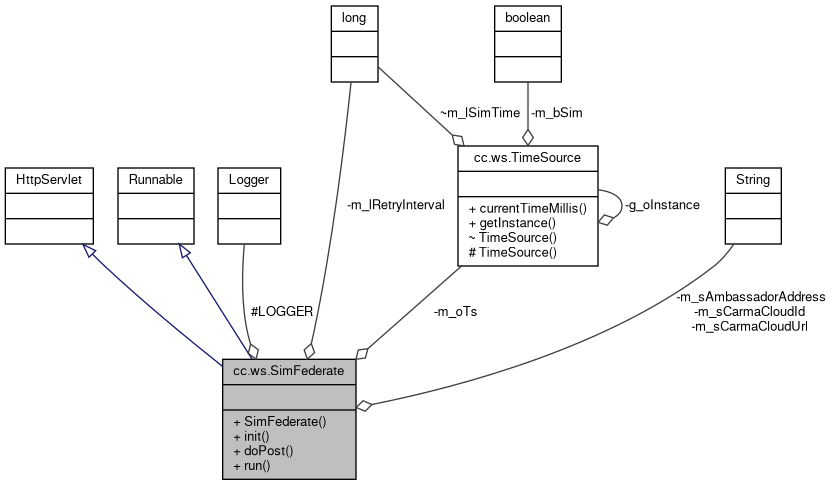 long
boolean
~m_lSimTime
-m_bSim
cc.ws.TimeSource
+ currentTimeMillis()
+ getInstance()
~ TimeSource()
# TimeSource()
-g_oInstance
HttpServlet
Runnable
Logger
String
-m_lRetryInterval
#LOGGER
-m_oTs
-m_sAmbassadorAddress
-m_sCarmaCloudId
-m_sCarmaCloudUrl
cc.ws.SimFederate
+ SimFederate()
+ init()
+ doPost()
+ run()